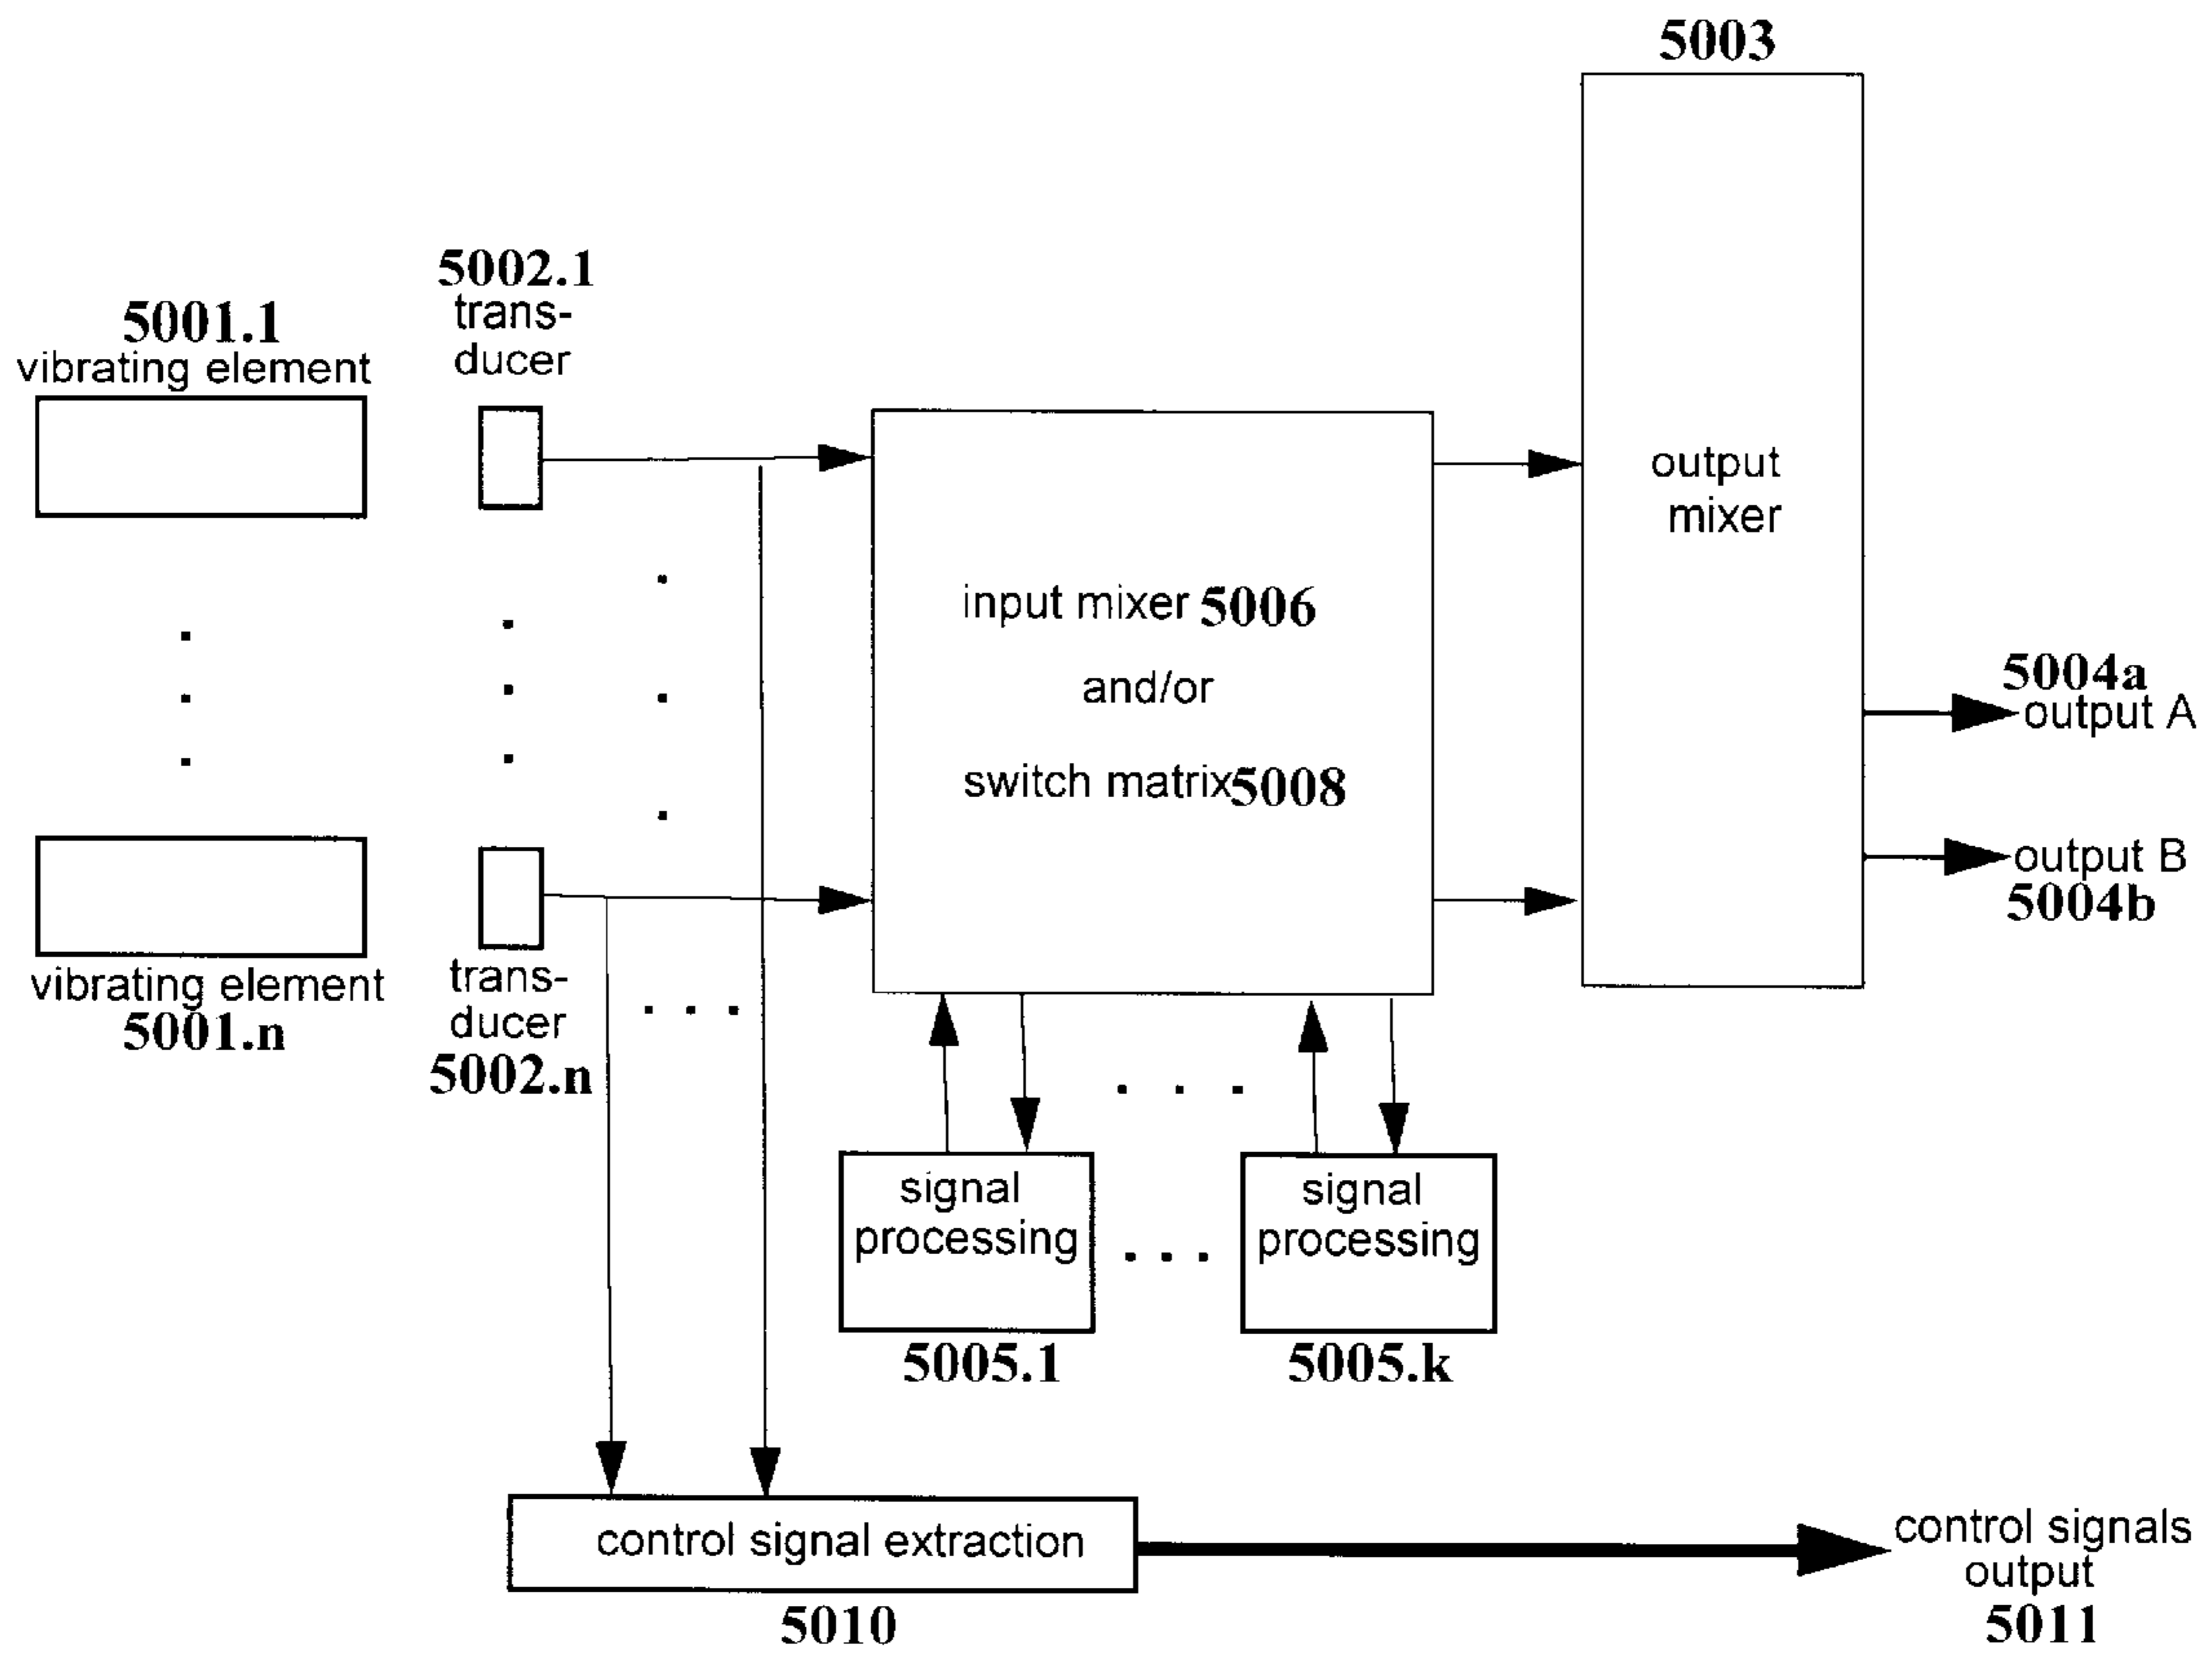 5003
output
mixer
5001.1
vibrating element
5002.1
trans-
ducer
input mixer 5006
and/or
switch matrix 5008
5004a
output A
output B
5004b
vibrating element
5001.n
trans-
ducer
5002.n
signal
processing
5005.1
signal
processing
5005.k
control signal extraction
5010
control signals
output
5011